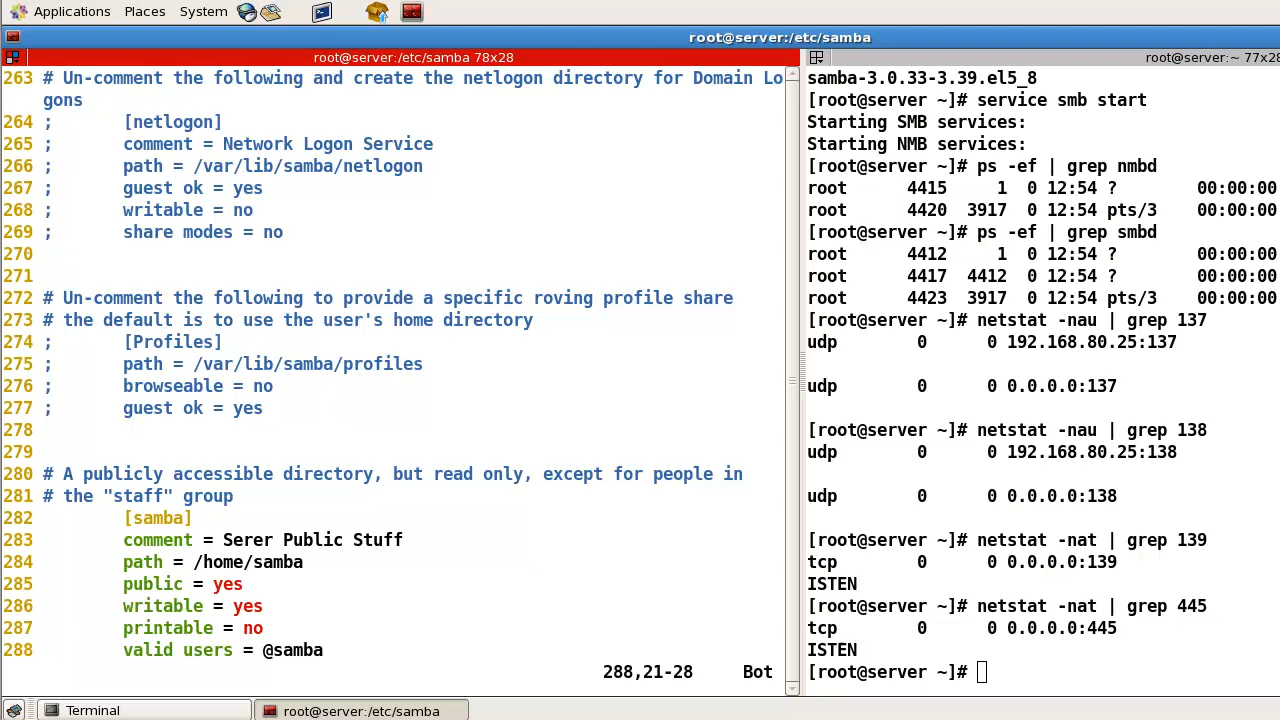 Applications Places System
root@server:/etc/samba
root@server:/etc/samba 78x28
263 # Un-comment the following and create the netlogon directory for Domain Lo
gons
264 ;       [netlogon]
265 ;       comment = Network Logon Service
266 ;       path = /var/lib/samba/netlogon
267 ;       guest ok = yes
268 ;       writable = no
269 ;       share modes = no
270
271
272 # Un-comment the following to provide a specific roving profile share
273 # the default is to use the user's home directory
274 ;       [Profiles]
275 ;       path = /var/lib/samba/profiles
276 ;       browseable = no
277 ;       guest ok = yes
278
279
280 # A publicly accessible directory, but read only, except for people in
281 # the "staff" group
282         [samba]
283         comment = Serer Public Stuff
284         path = /home/samba
285         public = yes
286         writable = yes
287         printable = no
288         valid users = @samba
288,21-28     Bot
root@server:~ 77x28
samba-3.0.33-3.39.el5_8
[root@server ~]# service smb start
Starting SMB services:
Starting NMB services:
[root@server ~]# ps -ef | grep nmbd
root      4415     1  0 12:54 ?        00:00:00
root      4420  3917  0 12:54 pts/3    00:00:00
[root@server ~]# ps -ef | grep smbd
root      4412     1  0 12:54 ?        00:00:00
root      4417  4412  0 12:54 ?        00:00:00
root      4423  3917  0 12:54 pts/3    00:00:00
[root@server ~]# netstat -nau | grep 137
udp        0      0 192.168.80.25:137
udp        0      0 0.0.0.0:137
[root@server ~]# netstat -nau | grep 138
udp        0      0 192.168.80.25:138
udp        0      0 0.0.0.0:138
[root@server ~]# netstat -nat | grep 139
tcp        0      0 0.0.0.0:139
ISTEN
[root@server ~]# netstat -nat | grep 445
tcp        0      0 0.0.0.0:445
ISTEN
[root@server ~]#
Terminal
root@server:/etc/samba